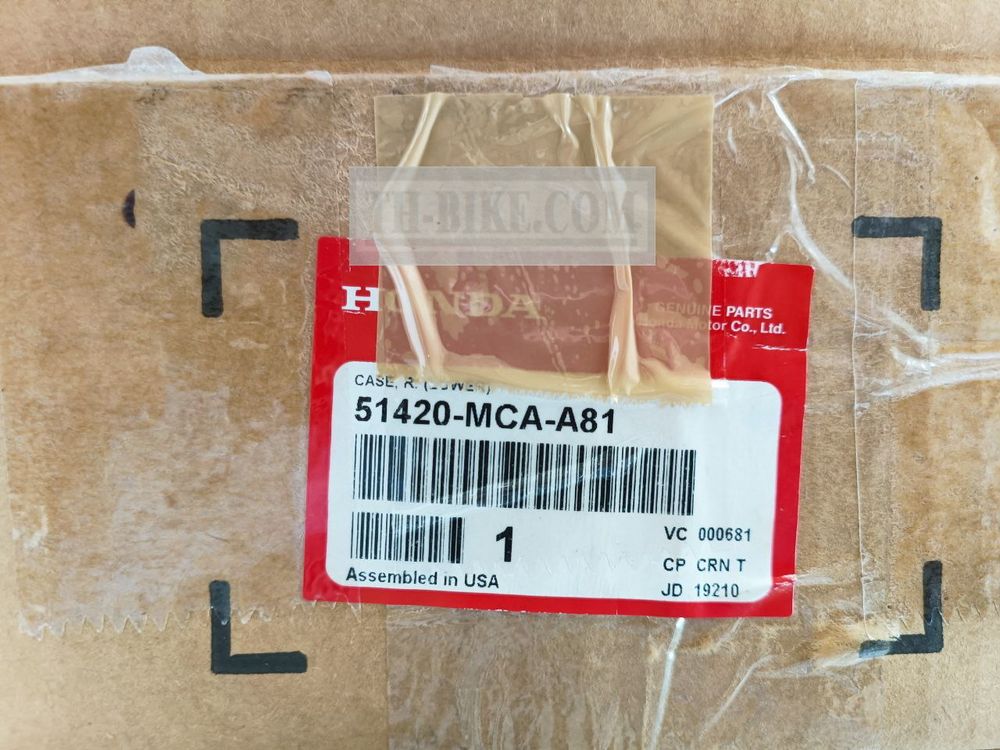 TH-BIKE.COM
HONDA
GENUINE PARTS
Honda Motor Co., Ltd.
CASE, R. (LOWER)
51420-MCA-A81
1
VC 000681
CP CRN T
Assembled in USA
JD 19210